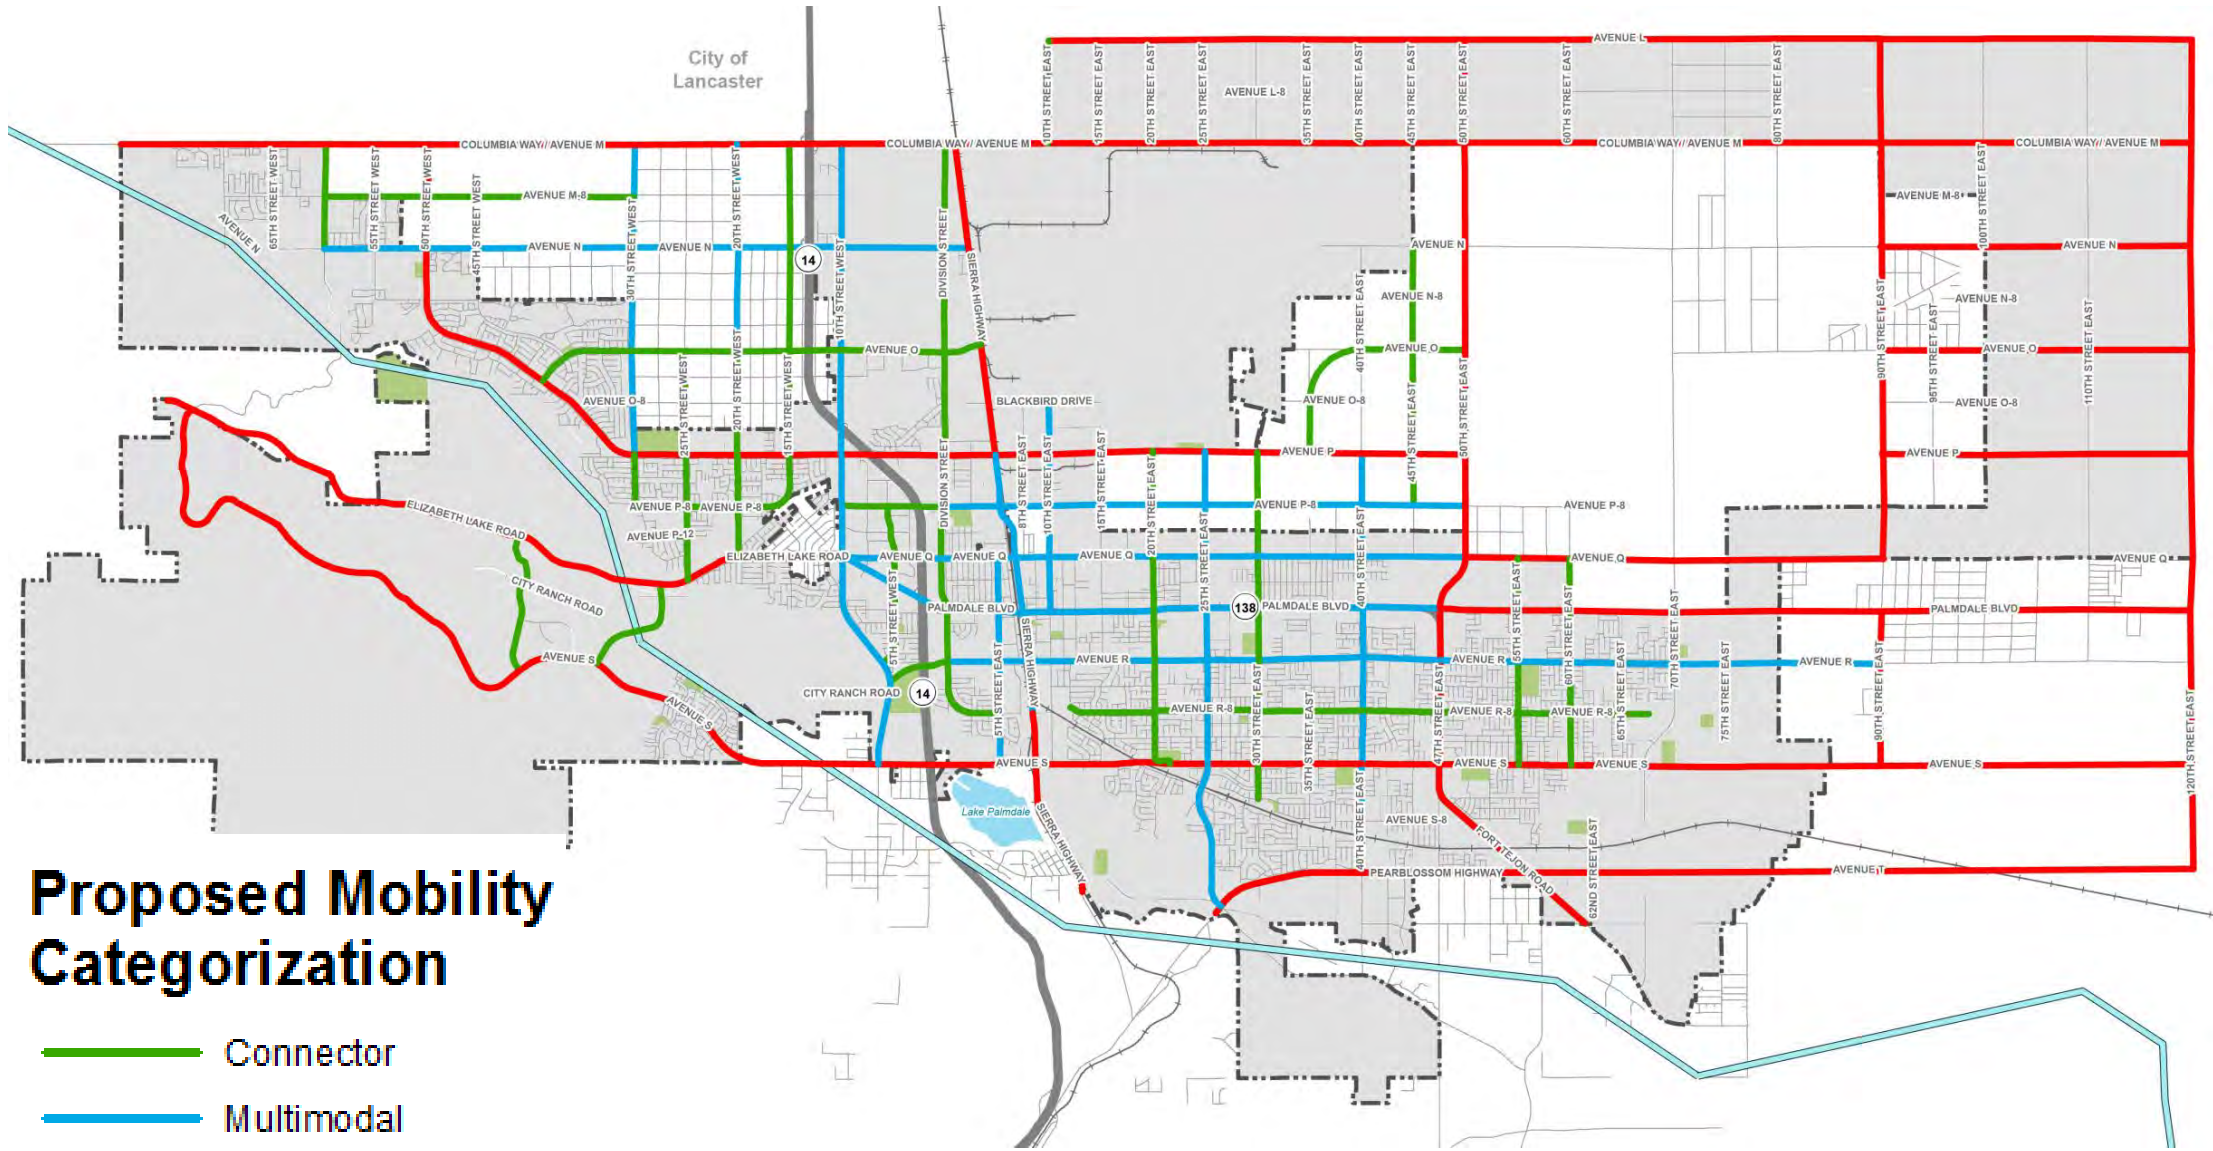 City of
Lancaster
AVENUE L
10TH STREET EAST
15TH STREET EAST
20TH STREET EAST
25TH STREET EAST
AVENUE L-8
35TH STREET EAST
40TH STREET EAST
45TH STREET EAST
50TH STREET EAST
60TH STREET EAST
80TH STREET EAST
COLUMBIA WAY / AVENUE M
COLUMBIA WAY / AVENUE M
COLUMBIA WAY / AVENUE M
COLUMBIA WAY / AVENUE M
65TH STREET WEST
55TH STREET WEST
50TH STREET WEST
45TH STREET WEST
AVENUE M-8
20TH STREET WEST
AVENUE M-8
100TH STREET EAST
AVENUE N
AVENUE N
AVENUE N
30TH STREET WEST
14
10TH STREET WEST
DIVISION STREET
SIERRA HIGHWAY
AVENUE N
AVENUE N
AVENUE N-8
40TH STREET EAST
90TH STREET EAST
95TH STREET EAST
AVENUE N-8
110TH STREET EAST
25TH STREET WEST
20TH STREET WEST
15TH STREET WEST
AVENUE O
AVENUE O
AVENUE O
AVENUE O-8
BLACKBIRD DRIVE
AVENUE O-8
45TH STREET EAST
50TH STREET EAST
AVENUE O-8
DIVISION STREET
8TH STREET EAST
10TH STREET EAST
15TH STREET EAST
20TH STREET EAST
AVENUE P
AVENUE P
ELIZABETH LAKE ROAD
AVENUE P-8
AVENUE P-8
AVENUE P-8
AVENUE P-8
AVENUE P-12
ELIZABETH LAKE ROAD
AVENUE Q
AVENUE Q
AVENUE Q
25TH STREET EAST
40TH STREET EAST
AVENUE Q
AVENUE Q
CITY RANCH ROAD
5TH STREET WEST
PALMDALE BLVD
138
PALMDALE BLVD
55TH STREET EAST
60TH STREET EAST
70TH STREET EAST
PALMDALE BLVD
AVENUE S
AVENUE R
AVENUE R
AVENUE R
CITY RANCH ROAD
14
5TH STREET EAST
SIERRA HIGHWAY
AVENUE S
AVENUE R-8
30TH STREET EAST
35TH STREET EAST
47TH STREET EAST
AVENUE R-8
AVENUE R-8
65TH STREET EAST
75TH STREET EAST
90TH STREET EAST
120TH STREET EAST
AVENUE S
AVENUE S
AVENUE S
AVENUE S
Lake Palmdale
SIERRA HIGHWAY
40TH STREET EAST
AVENUE S-8
FORT TEJON ROAD
62ND STREET EAST
PEARBLOSSOM HIGHWAY
AVENUE T
Proposed Mobility
Categorization
Connector
Multimodal